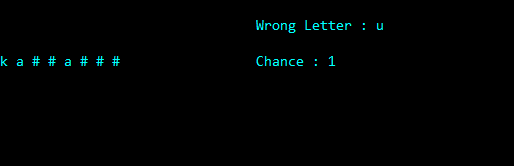 Wrong Letter : u
k a # # a # # #
Chance : 1